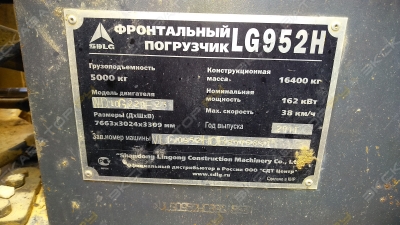 SDLG
ФРОНТАЛЬНЫЙ
ПОГРУЗЧИК LG952H
Грузоподъемность
5000 кг
Конструкционная
масса
16400 кг
Модель двигателя
Номинальная
мощность
162 кВт
Размеры (ДхШхВ)
7663х3024х3309 мм
Мах. скорость
38 км/ч
Год выпуска
Зав.номер машины
Shandong Lingong Construction Machinery Co., Ltd
Официальный дистрибьютор в России ООО "СДТ Центр"
www.sdlg.ru
Сделано в КНР